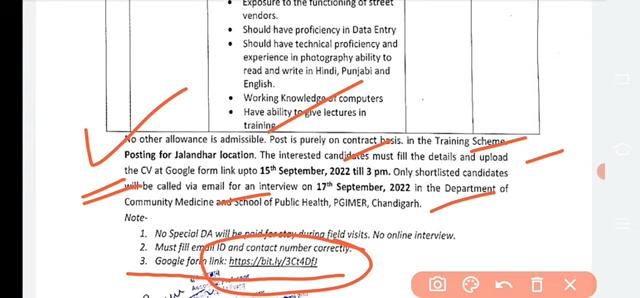 • Exposure to the functioning of street
vendors.
• Should have proficiency in Data Entry
• Should have technical proficiency and
experience in photography ability to
read and write in Hindi, Punjabi and
English.
• Working Knowledge of computers
• Have ability to give lectures in
training
No other allowance is admissible. Post is purely on contract basis. in the Training Scheme
Posting for Jalandhar location. The interested candidates must fill the details and upload
the CV at Google form link upto 15th September, 2022 till 3 pm. Only shortlisted candidates
will be called via email for an interview on 17th September, 2022 in the Department of
Community Medicine and School of Public Health, PGIMER, Chandigarh.
Note-
1. No Special DA will be paid for stay during field visits. No online interview.
2. Must fill email ID and contact number correctly.
3. Google form link: https://bit.ly/3Ct4DfJ